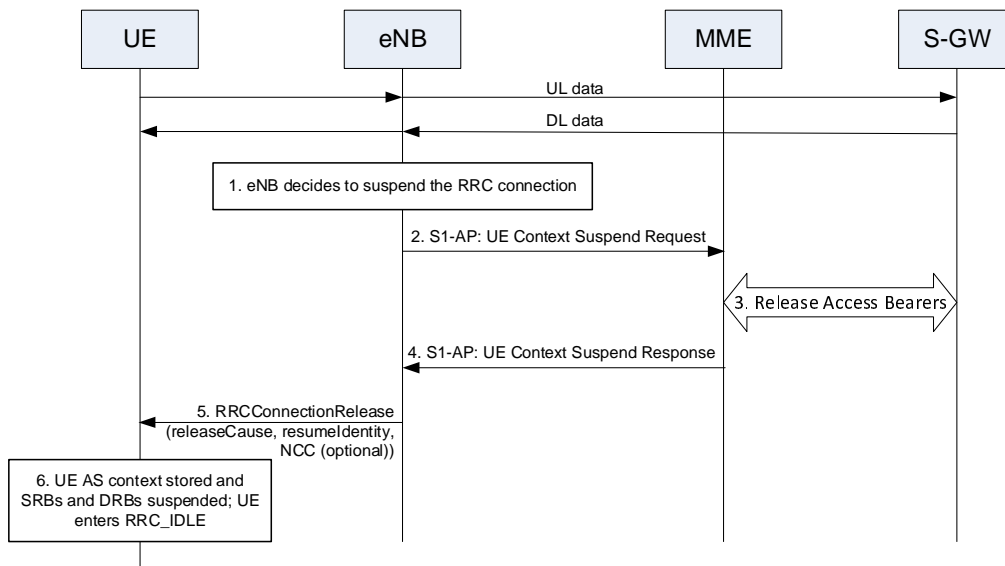 UE
eNB
MME
S-GW
UL data
DL data
1. eNB decides to suspend the RRC connection
2. S1-AP: UE Context Suspend Request
3. Release Access Bearers
4. S1-AP: UE Context Suspend Response
5. RRCConnectionRelease
(releaseCause, resumeIdentity,
NCC (optional))
6. UE AS context stored and
SRBs and DRBs suspended; UE
enters RRC_IDLE